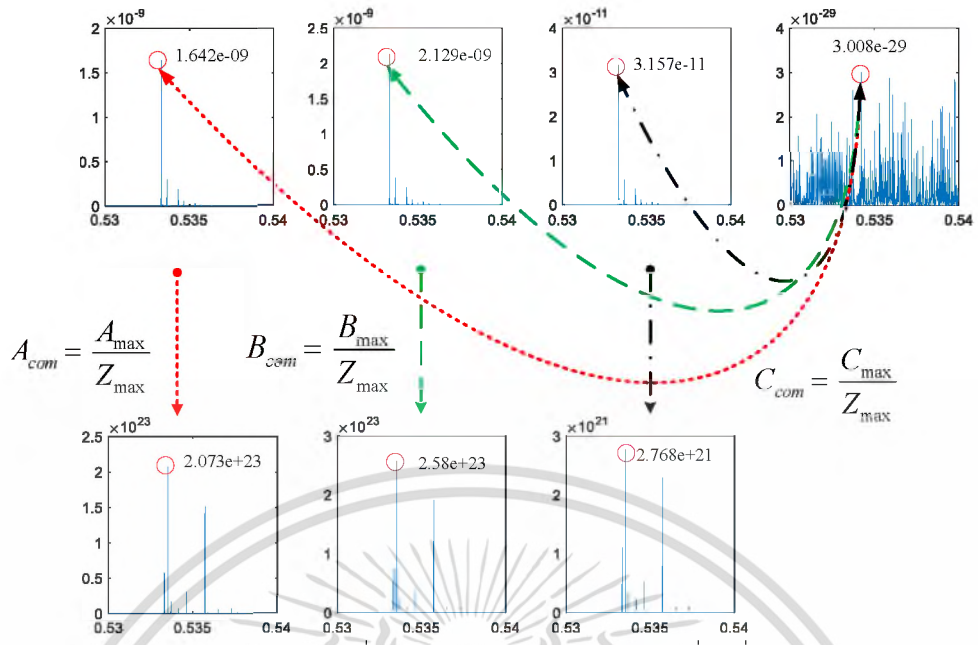 ×10^-9 ×10^-9 ×10^-11 ×10^-29
2 2.5 4 4
1.642e-09 2.129e-09 3.157e-11 3.008e-29
1.5 2 3 3
1 1.5 2 2
0.5 1 1 1
0.5
0 0 0 0
0.53 0.535 0.54 0.53 0.535 0.54 0.53 0.535 0.54 0.53 0.535 0.54
A_com = A_max / Z_max
B_com = B_max / Z_max
C_com = C_max / Z_max
×10^23 ×10^23 ×10^21
2.5 3 3
2.073e+23 2.58e+23 2.768e+21
2 2 2
1.5
1 1 1
0.5
0 0 0
0.53 0.535 0.54 0.53 0.535 0.54 0.53 0.535 0.54